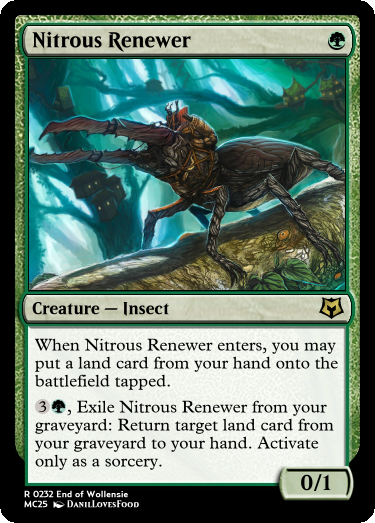 Nitrous Renewer
Creature — Insect
When Nitrous Renewer enters, you may
put a land card from your hand onto the
battlefield tapped.
3, Exile Nitrous Renewer from your
graveyard: Return target land card from
your graveyard to your hand. Activate
only as a sorcery.
0/1
R 0232 End of Wollensie
MC25 DanilLovesFood